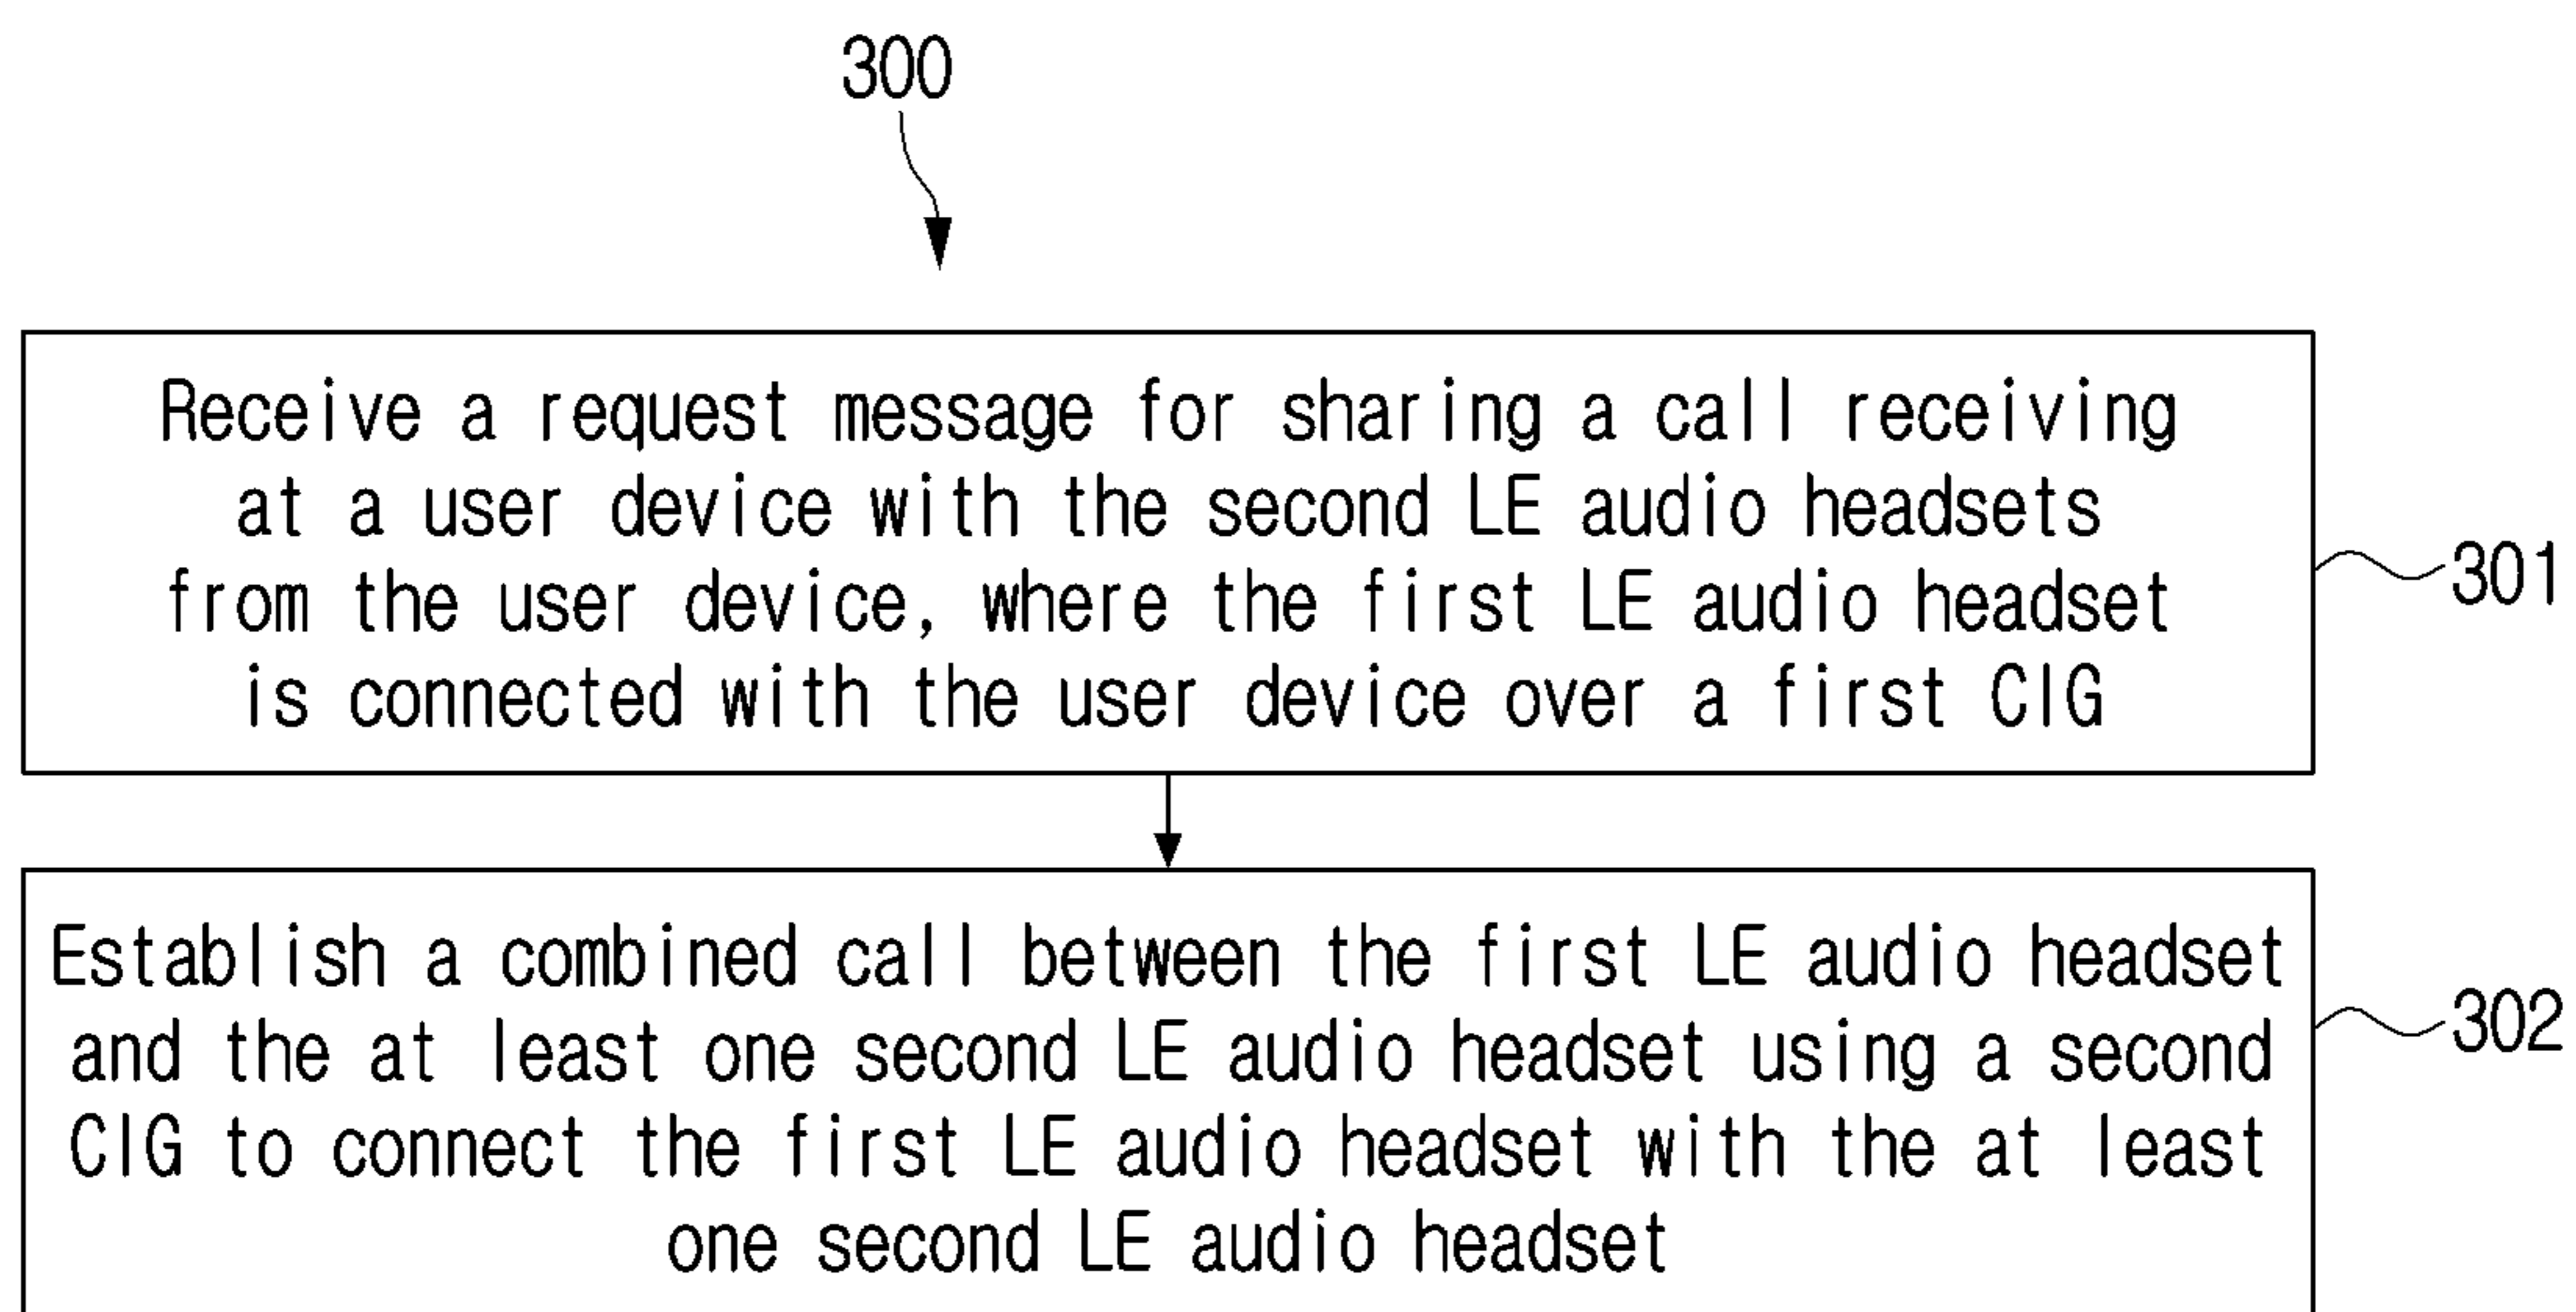 300
Receive a request message for sharing a call receiving
at a user device with the second LE audio headsets
from the user device, where the first LE audio headset
is connected with the user device over a first CIG
301
Establish a combined call between the first LE audio headset
and the at least one second LE audio headset using a second
CIG to connect the first LE audio headset with the at least
one second LE audio headset
302